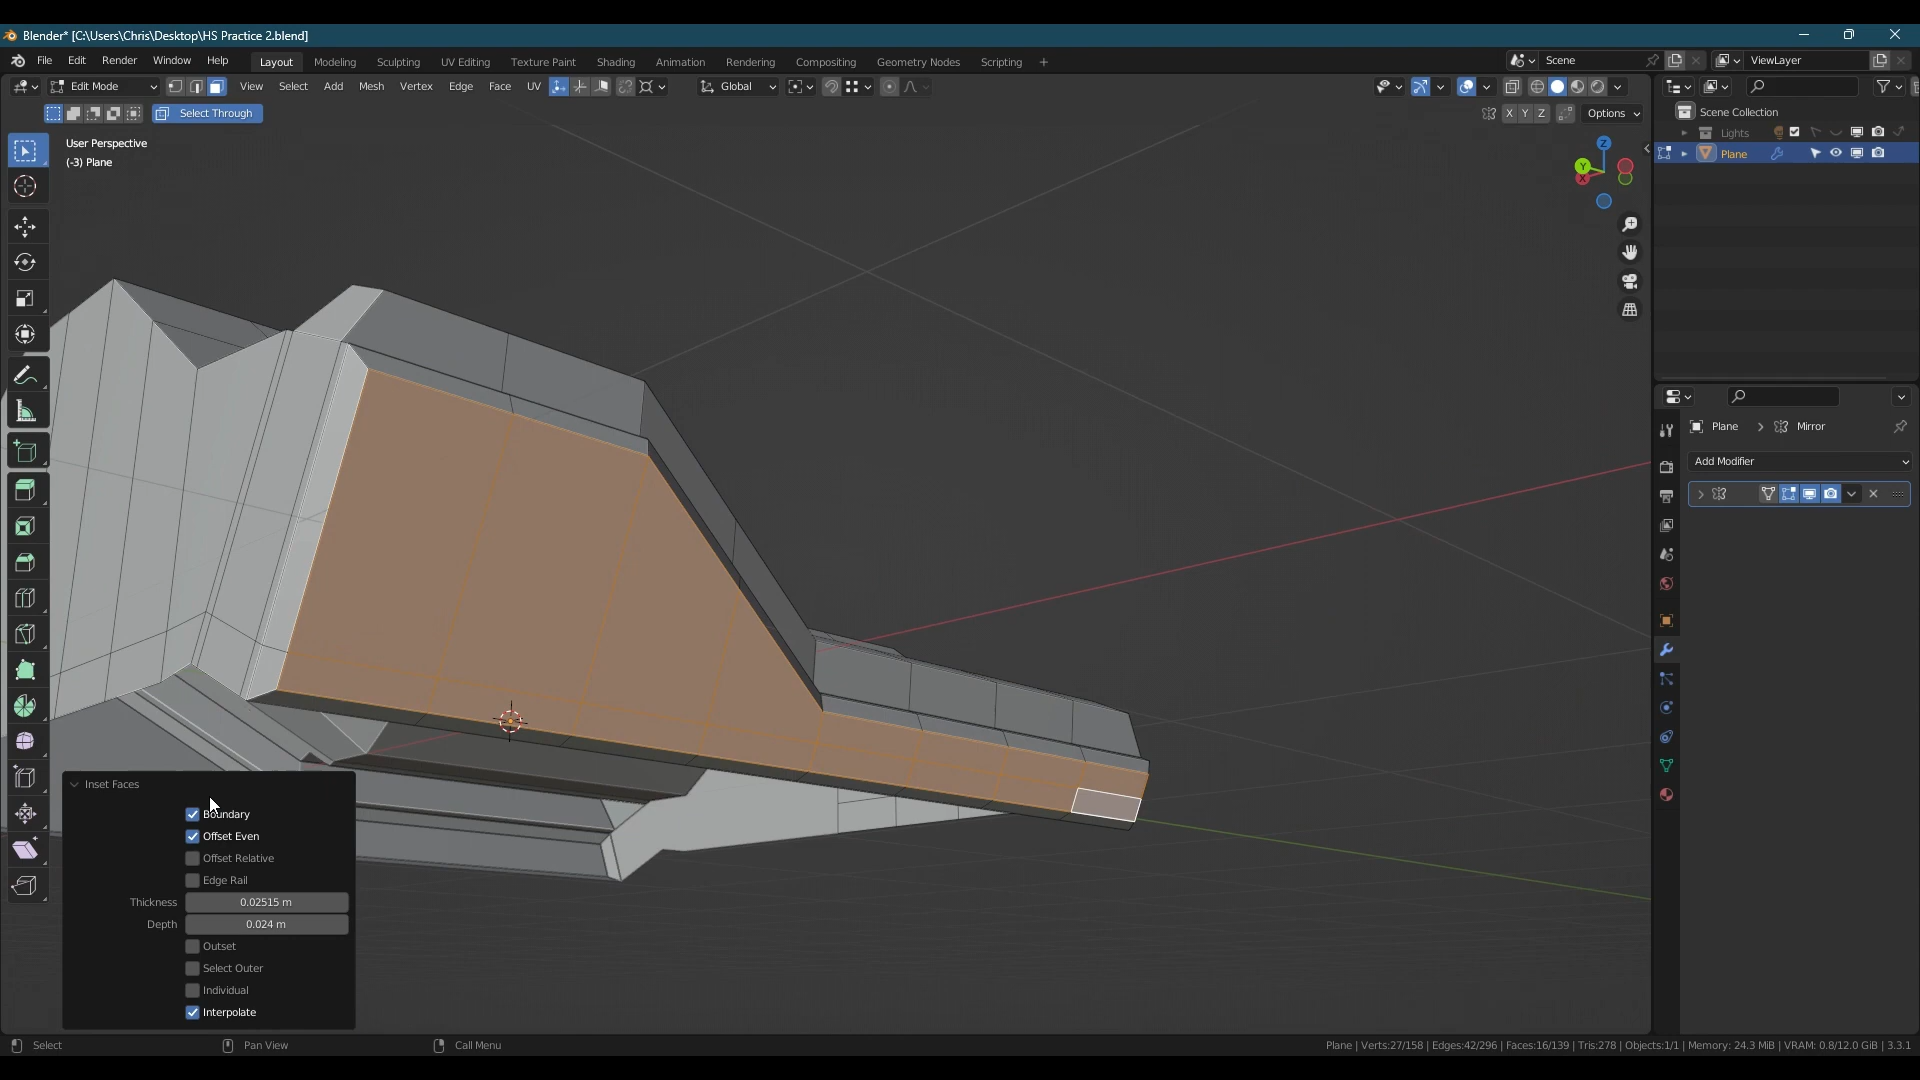 Blender* [C:\Users\Chris\Desktop\HS Practice 2.blend]
File Edit Render Window Help Layout Modeling Sculpting UV Editing Texture Paint Shading Animation Rendering Compositing Geometry Nodes Scripting + Scene ViewLayer
Edit Mode View Select Add Mesh Vertex Edge Face UV Global
Select Through X Y Z Options
Scene Collection
Lights
Plane
User Perspective
(-3) Plane
Z
Y
X
Plane > Mirror
Add Modifier
Inset Faces
Boundary
Offset Even
Offset Relative
Edge Rail
Thickness 0.02515 m
Depth 0.024 m
Outset
Select Outer
Individual
Interpolate
Select Pan View Call Menu Plane | Verts:27/158 | Edges:42/296 | Faces:16/139 | Tris:278 | Objects:1/1 | Memory: 24.3 MiB | VRAM: 0.8/12.0 GiB | 3.3.1